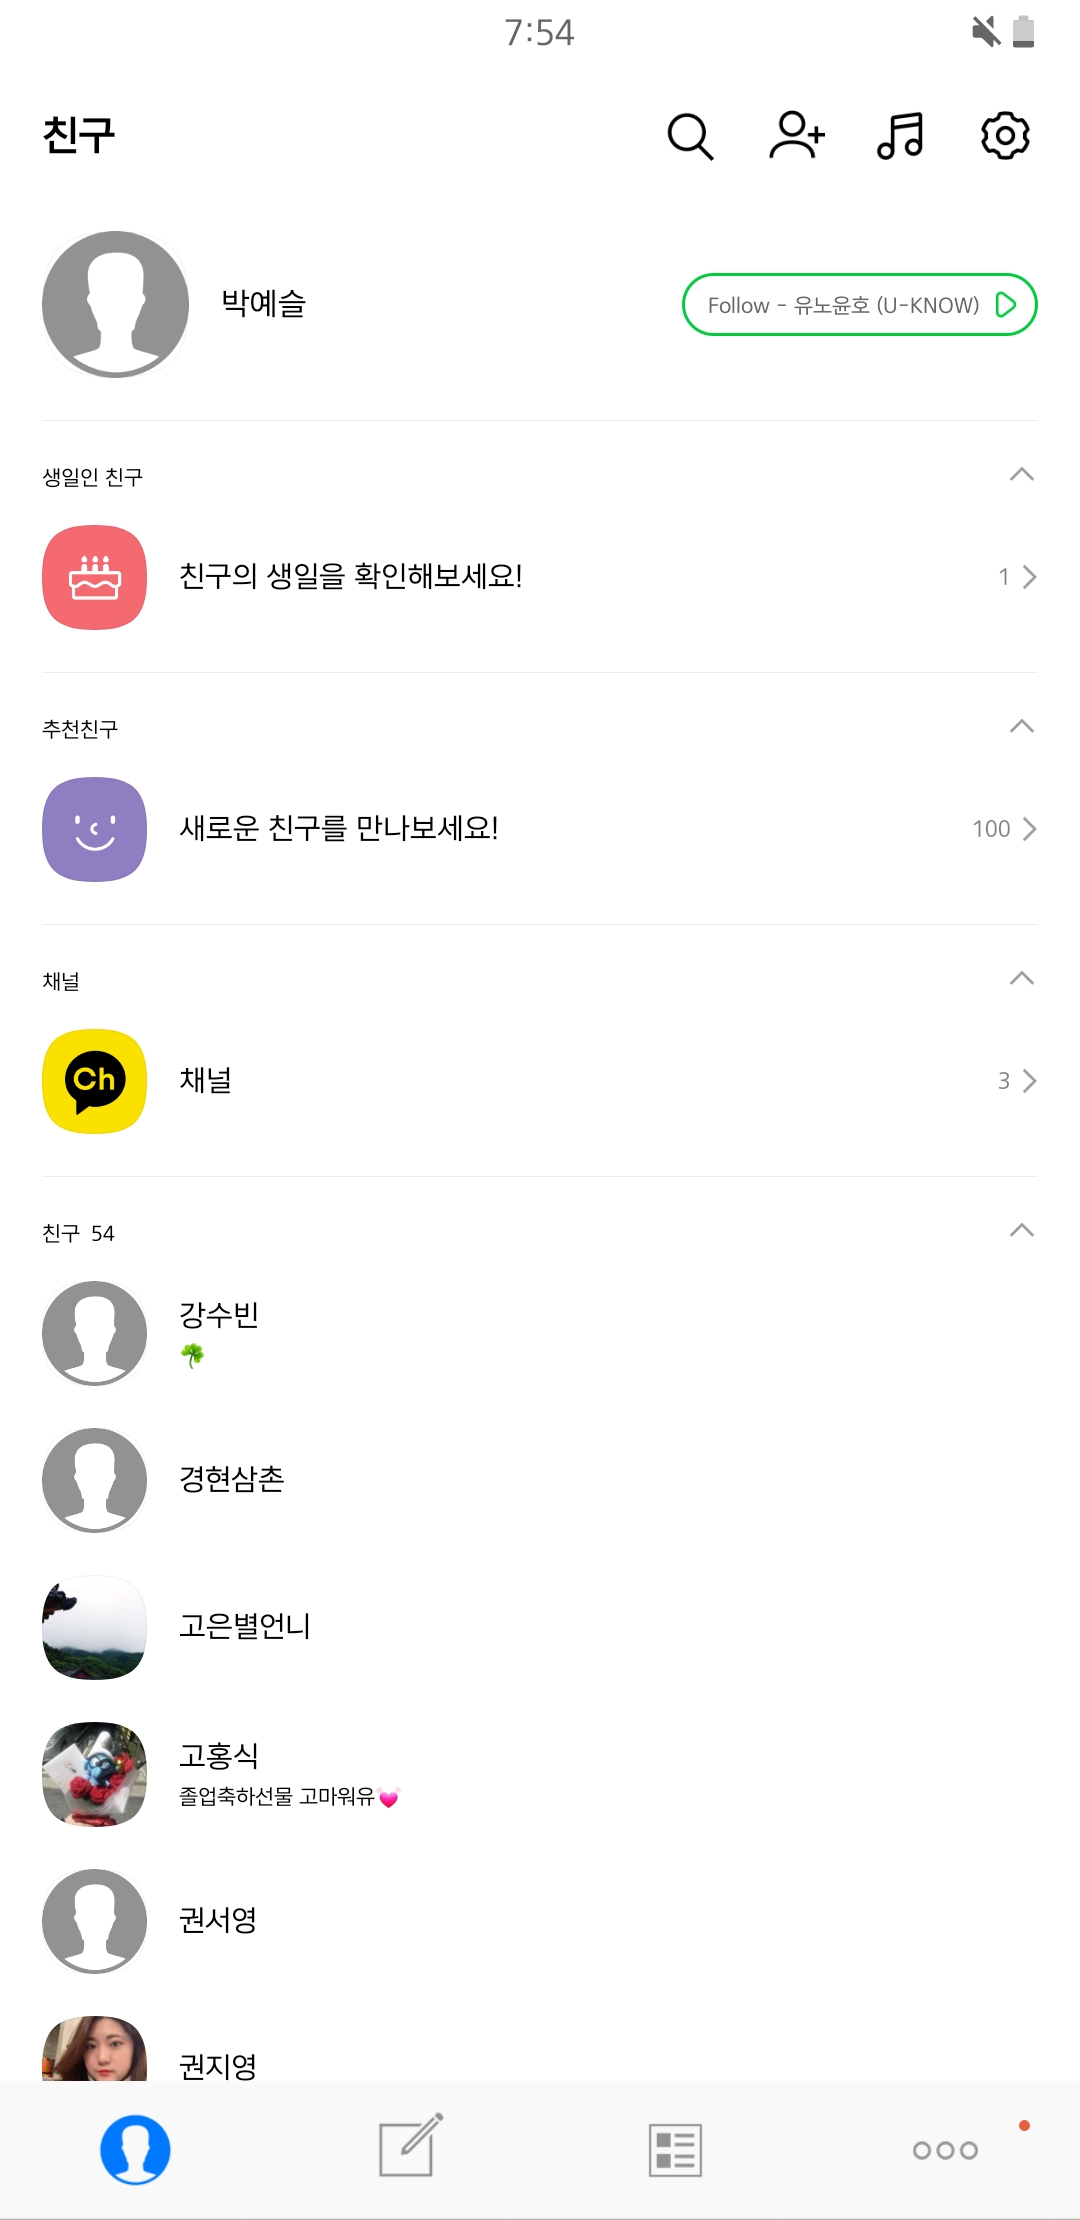 7:54
친구
박예슬
Follow - 유노윤호 (U-KNOW)
생일인 친구
친구의 생일을 확인해보세요!
1
추천친구
새로운 친구를 만나보세요!
100
채널
Ch
채널
3
친구 54
강수빈
☘
경현삼촌
고은별언니
고홍식
졸업축하선물 고마워유💓
권서영
권지영